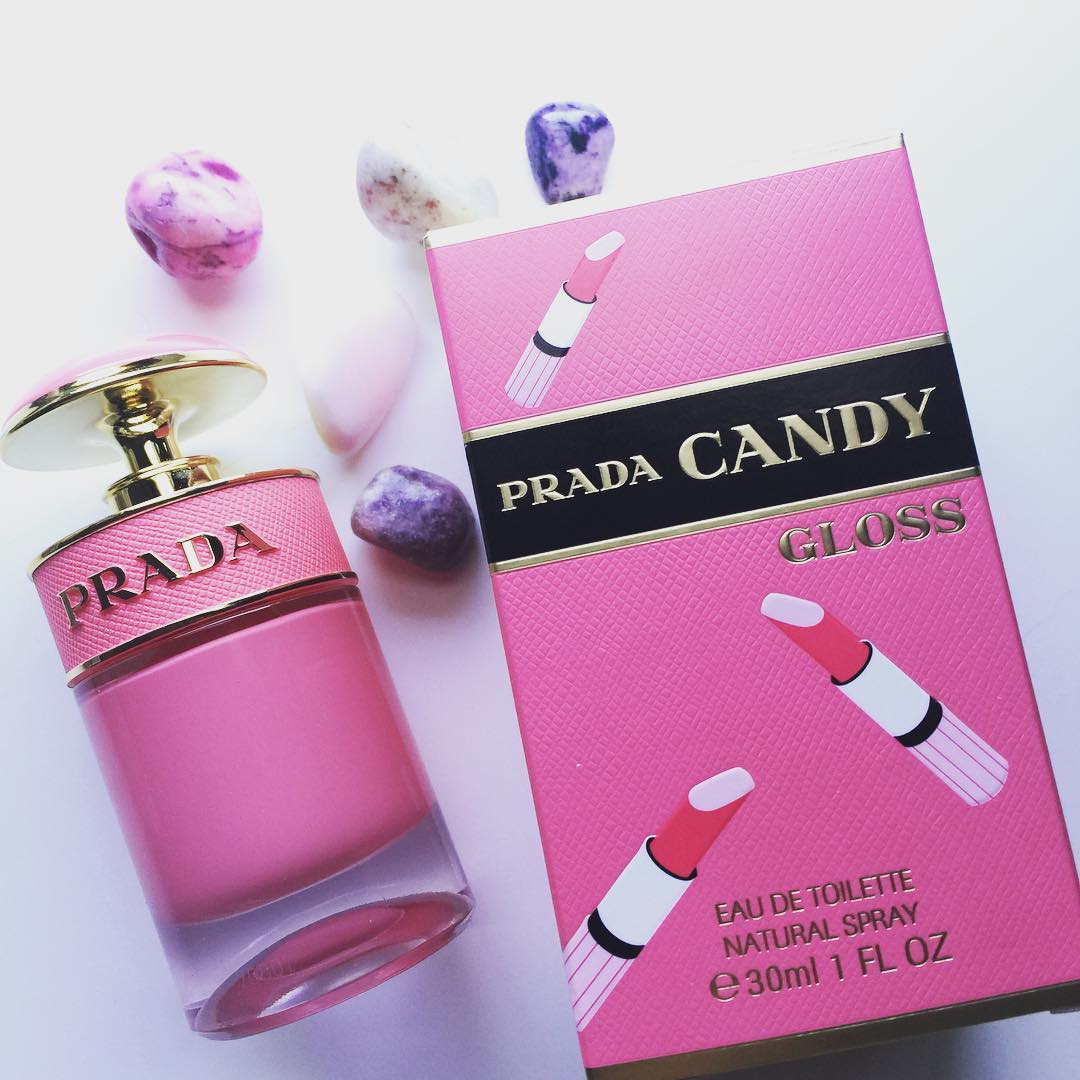 PRADA
PRADA CANDY
GLOSS
EAU DE TOILETTE
NATURAL SPRAY
℮30ml 1 FL OZ